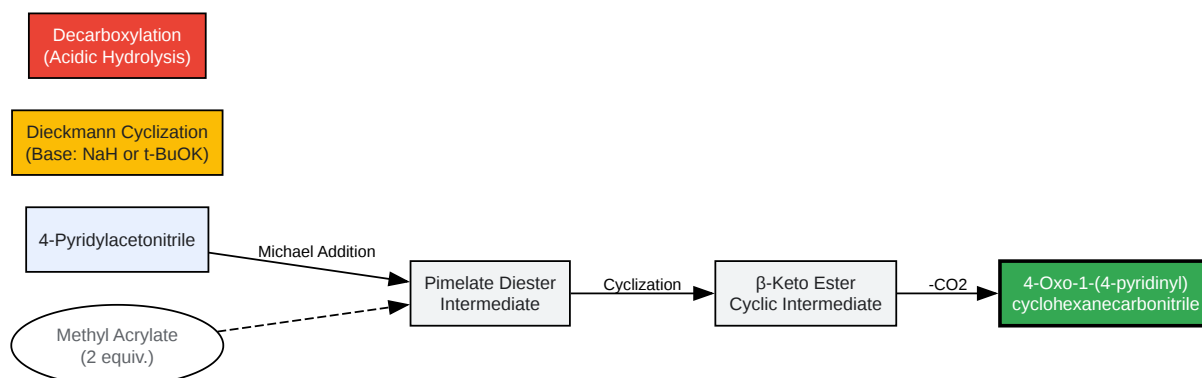 Decarboxylation
(Acidic Hydrolysis)
Dieckmann Cyclization
(Base: NaH or t-BuOK)
4-Pyridylacetonitrile
Michael Addition
Methyl Acrylate
(2 equiv.)
Pimelate Diester
Intermediate
Cyclization
β-Keto Ester
Cyclic Intermediate
-CO2
4-Oxo-1-(4-pyridinyl)
cyclohexanecarbonitrile